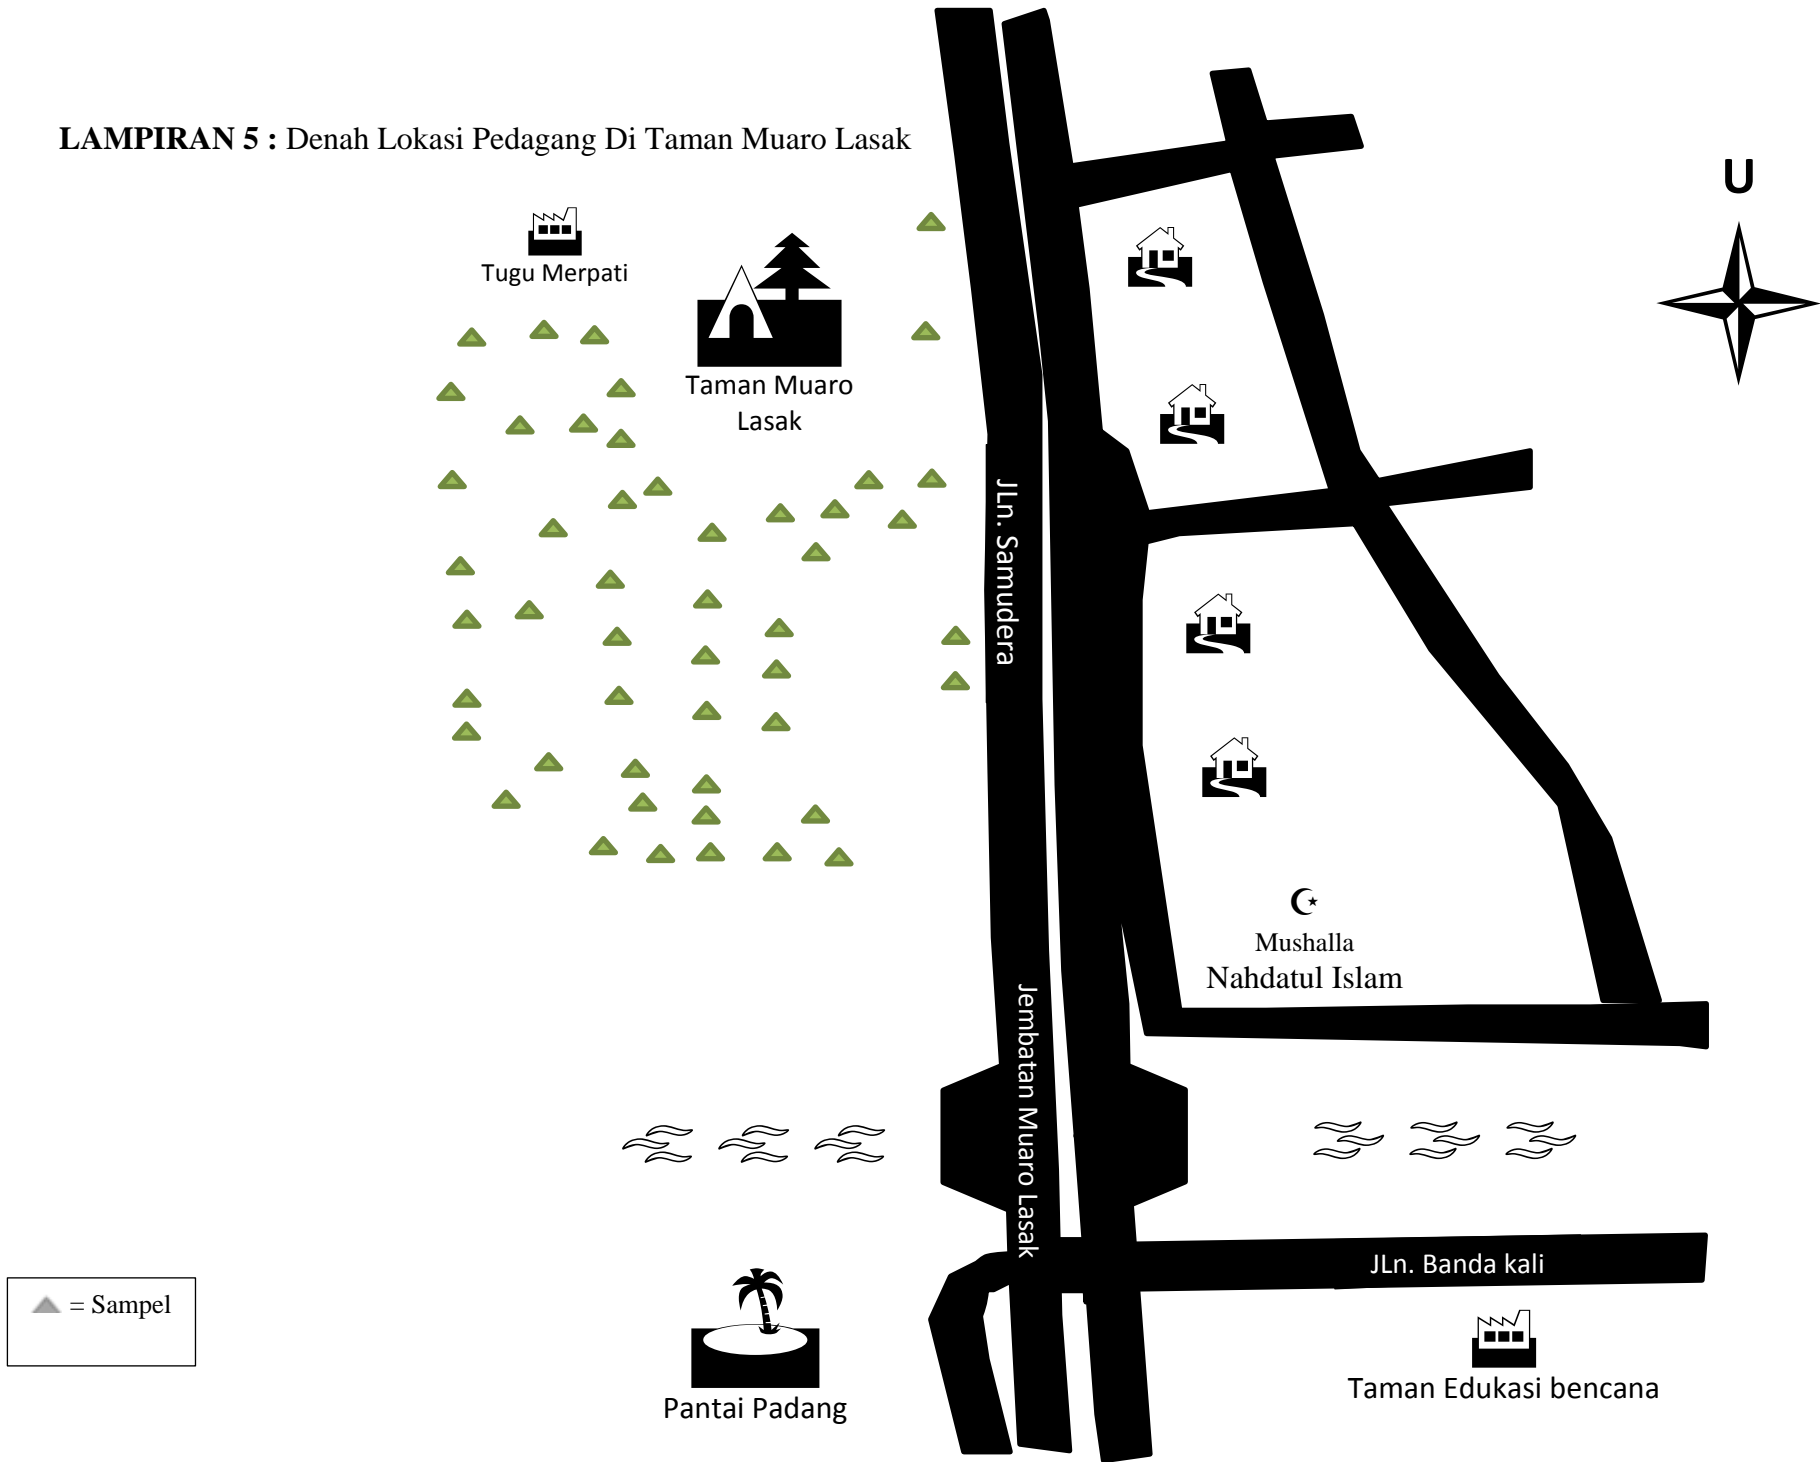 LAMPIRAN 5 : Denah Lokasi Pedagang Di Taman Muaro Lasak
U
Tugu Merpati
Taman Muaro
Lasak
JLn. Samudera
Mushalla
Nahdatul Islam
Jembatan Muaro Lasak
JLn. Banda kali
= Sampel
Pantai Padang
Taman Edukasi bencana